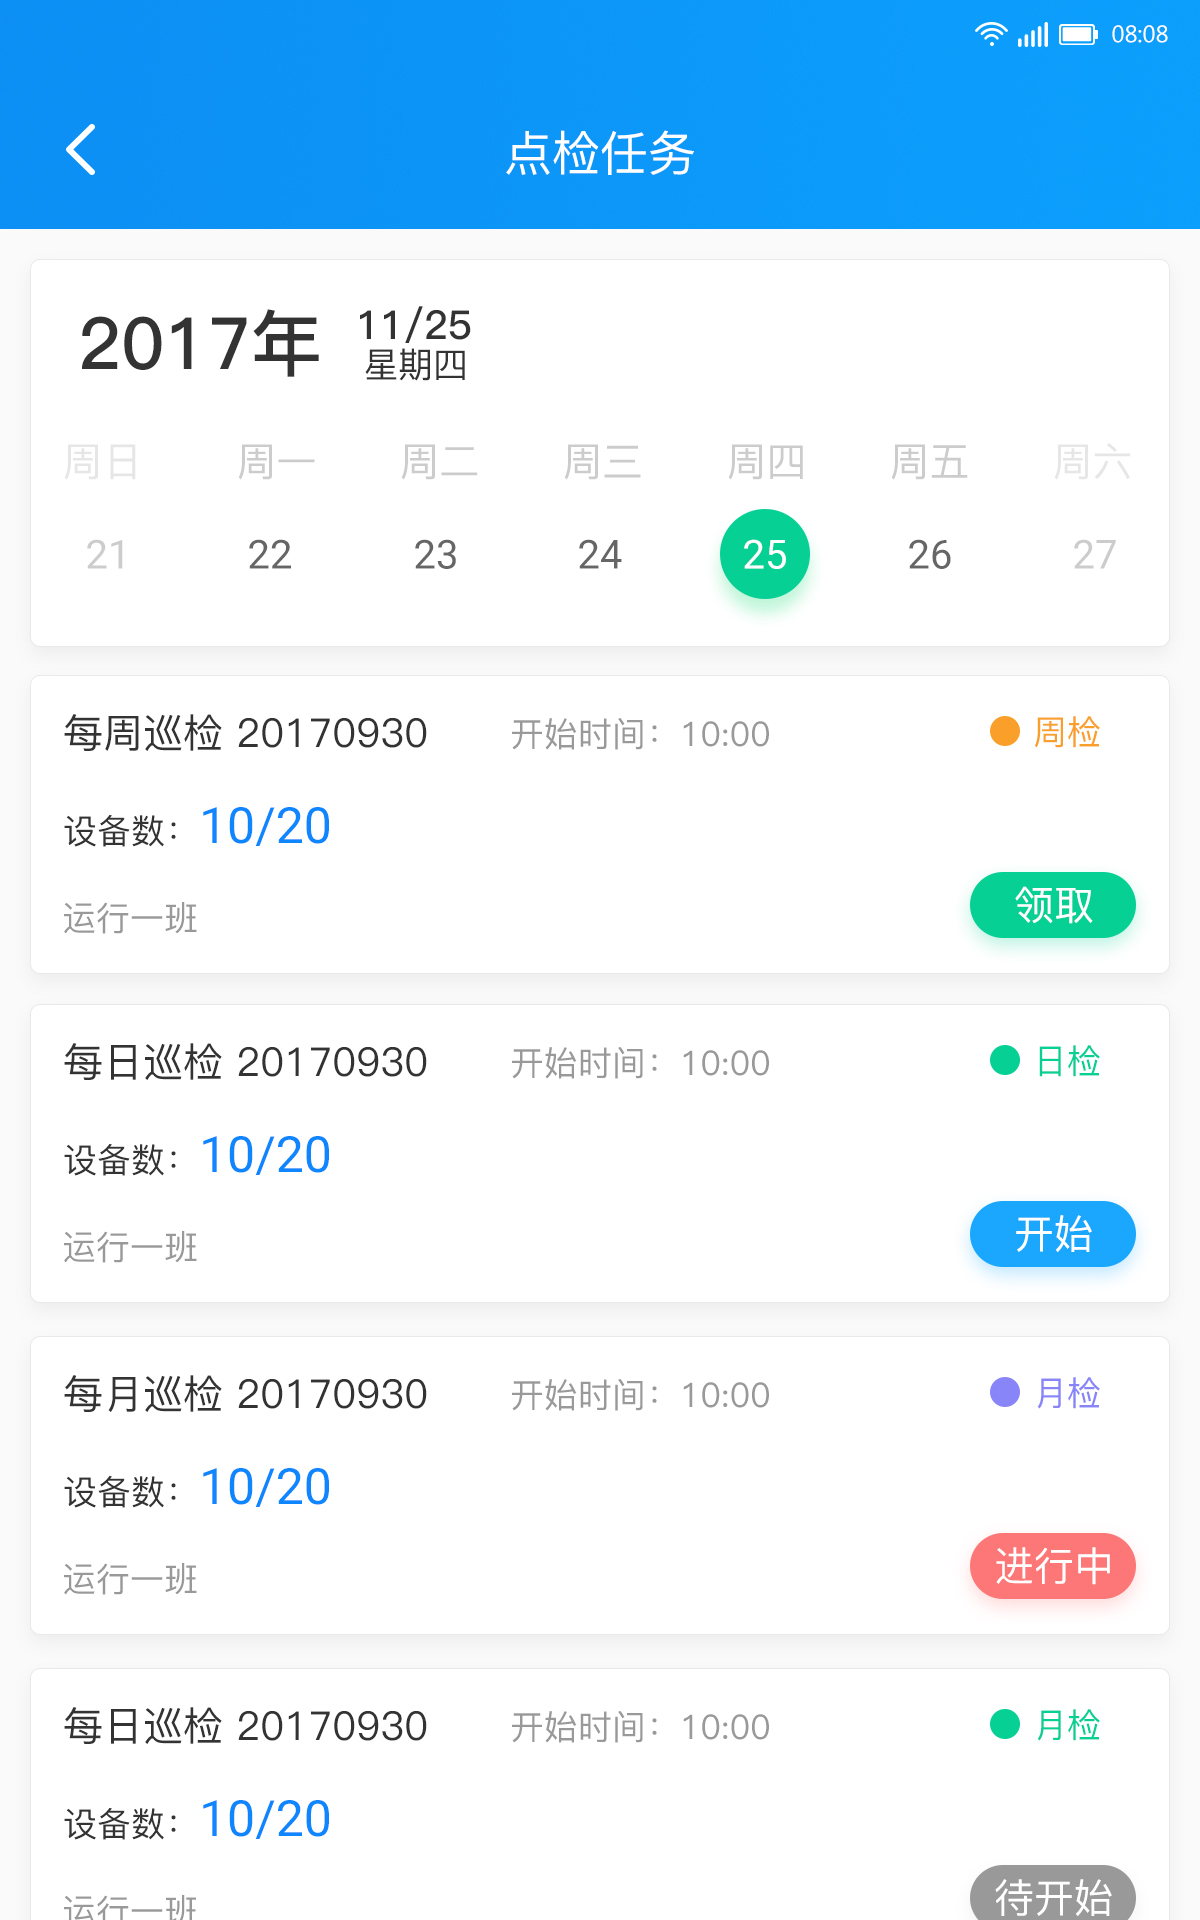 08:08
点检任务
2017年
11/25
星期四
周日 周一 周二 周三 周四 周五 周六
21 22 23 24 25 26 27
每周巡检 20170930 开始时间：10:00 周检
设备数：10/20
运行一班 领取
每日巡检 20170930 开始时间：10:00 日检
设备数：10/20
运行一班 开始
每月巡检 20170930 开始时间：10:00 月检
设备数：10/20
运行一班 进行中
每日巡检 20170930 开始时间：10:00 月检
设备数：10/20
运行一班 待开始